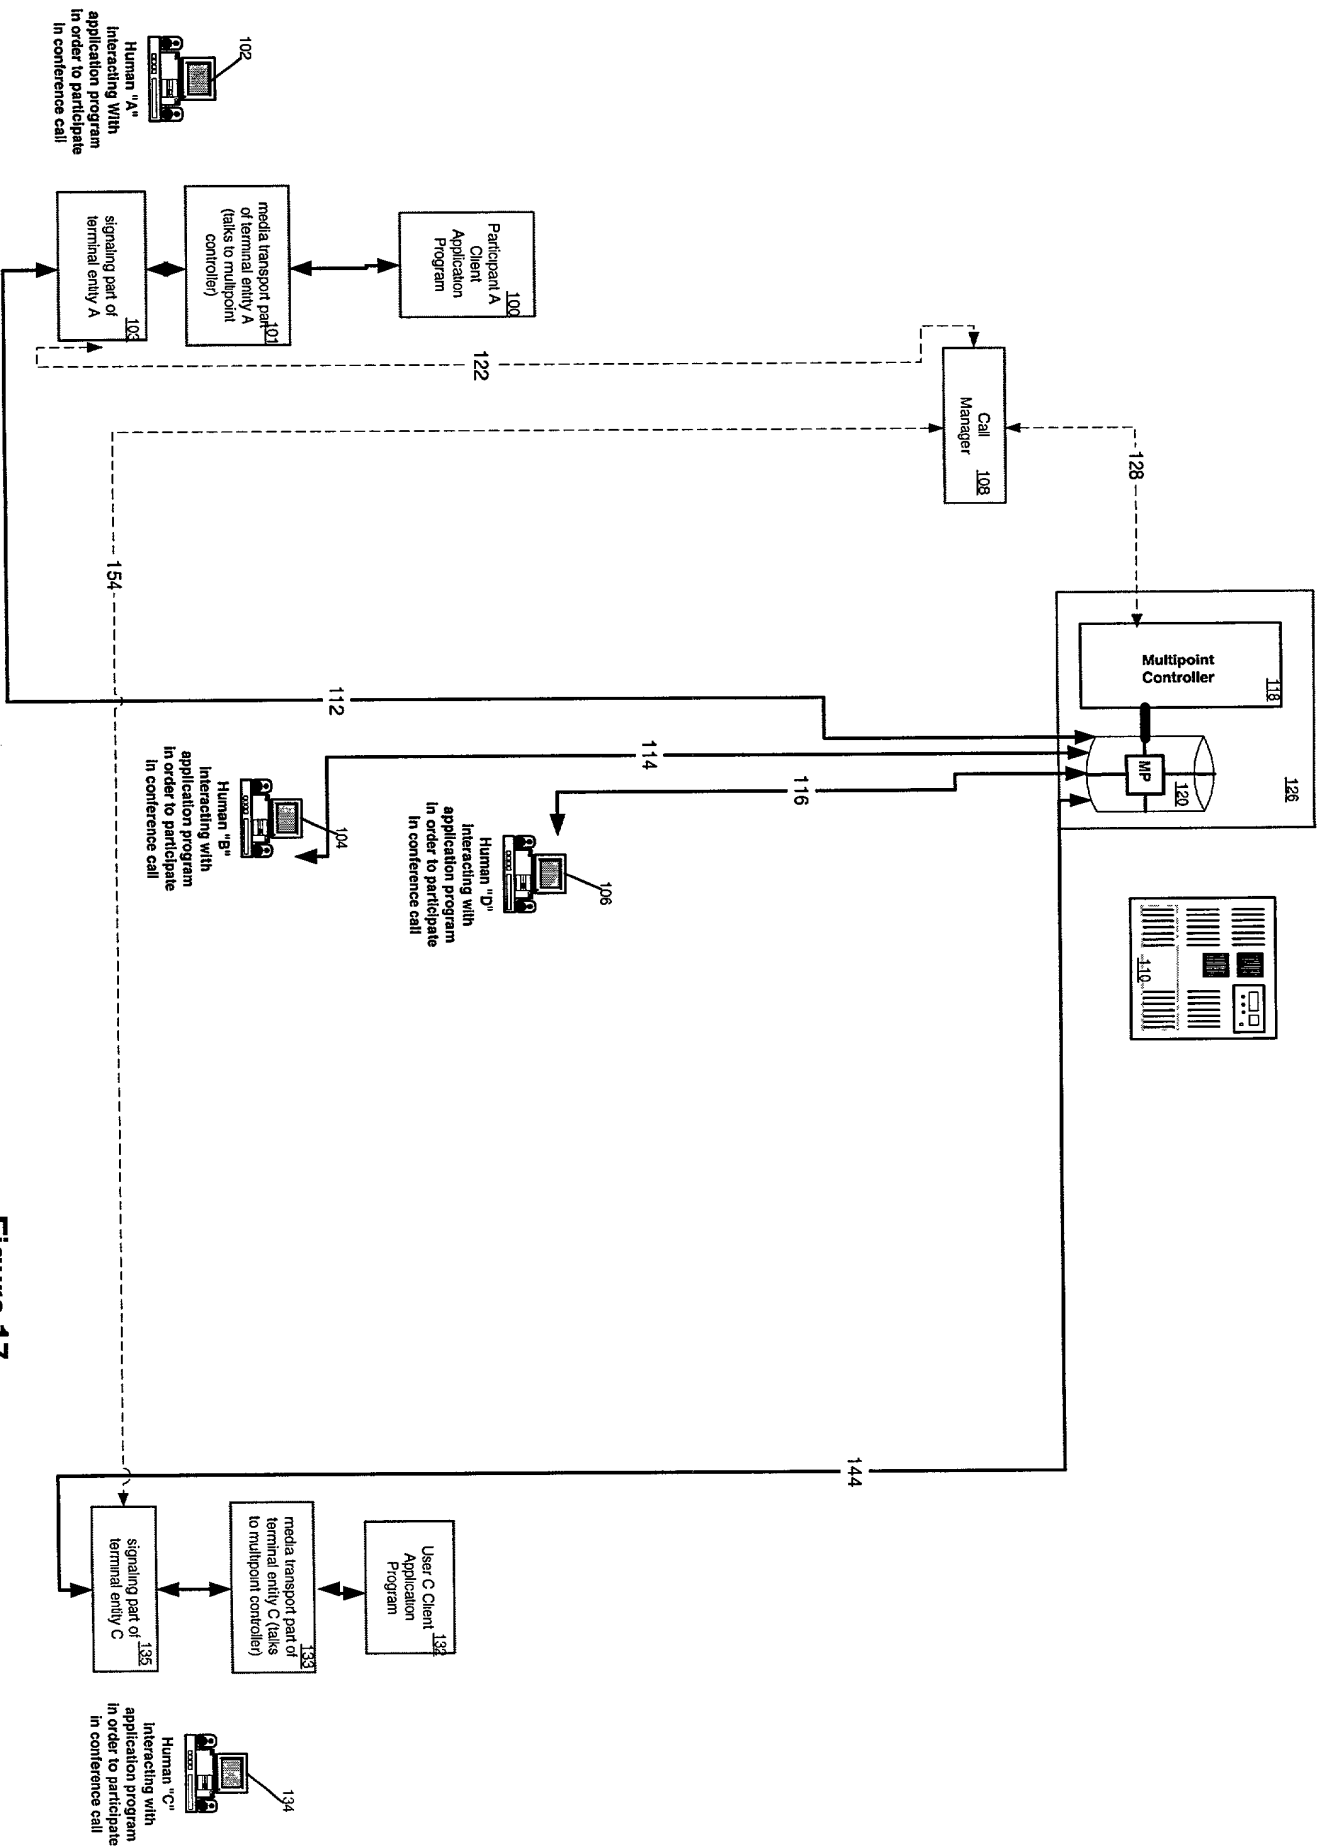 126
118
Multipoint
Controller
MP
120
110
128
Call
Manager
108
122
116
114
144
112
154
Participant A
Client
Application
Program
100
media transport part
of terminal entity A
(talks to multipoint
controller)
101
signaling part of
terminal entity A
103
102
Human "A"
Interacting With
application program
in order to participate
in conference call
106
Human "D"
interacting with
application program
in order to participate
in conference call
104
Human "B"
interacting with
application program
in order to participate
in conference call
User C Client
Application
Program
132
media transport part of
terminal entity C (talks
to multipoint controller)
133
signaling part of
terminal entity C
135
134
Human "C"
interacting with
application program
in order to participate
in conference call
Figure 17